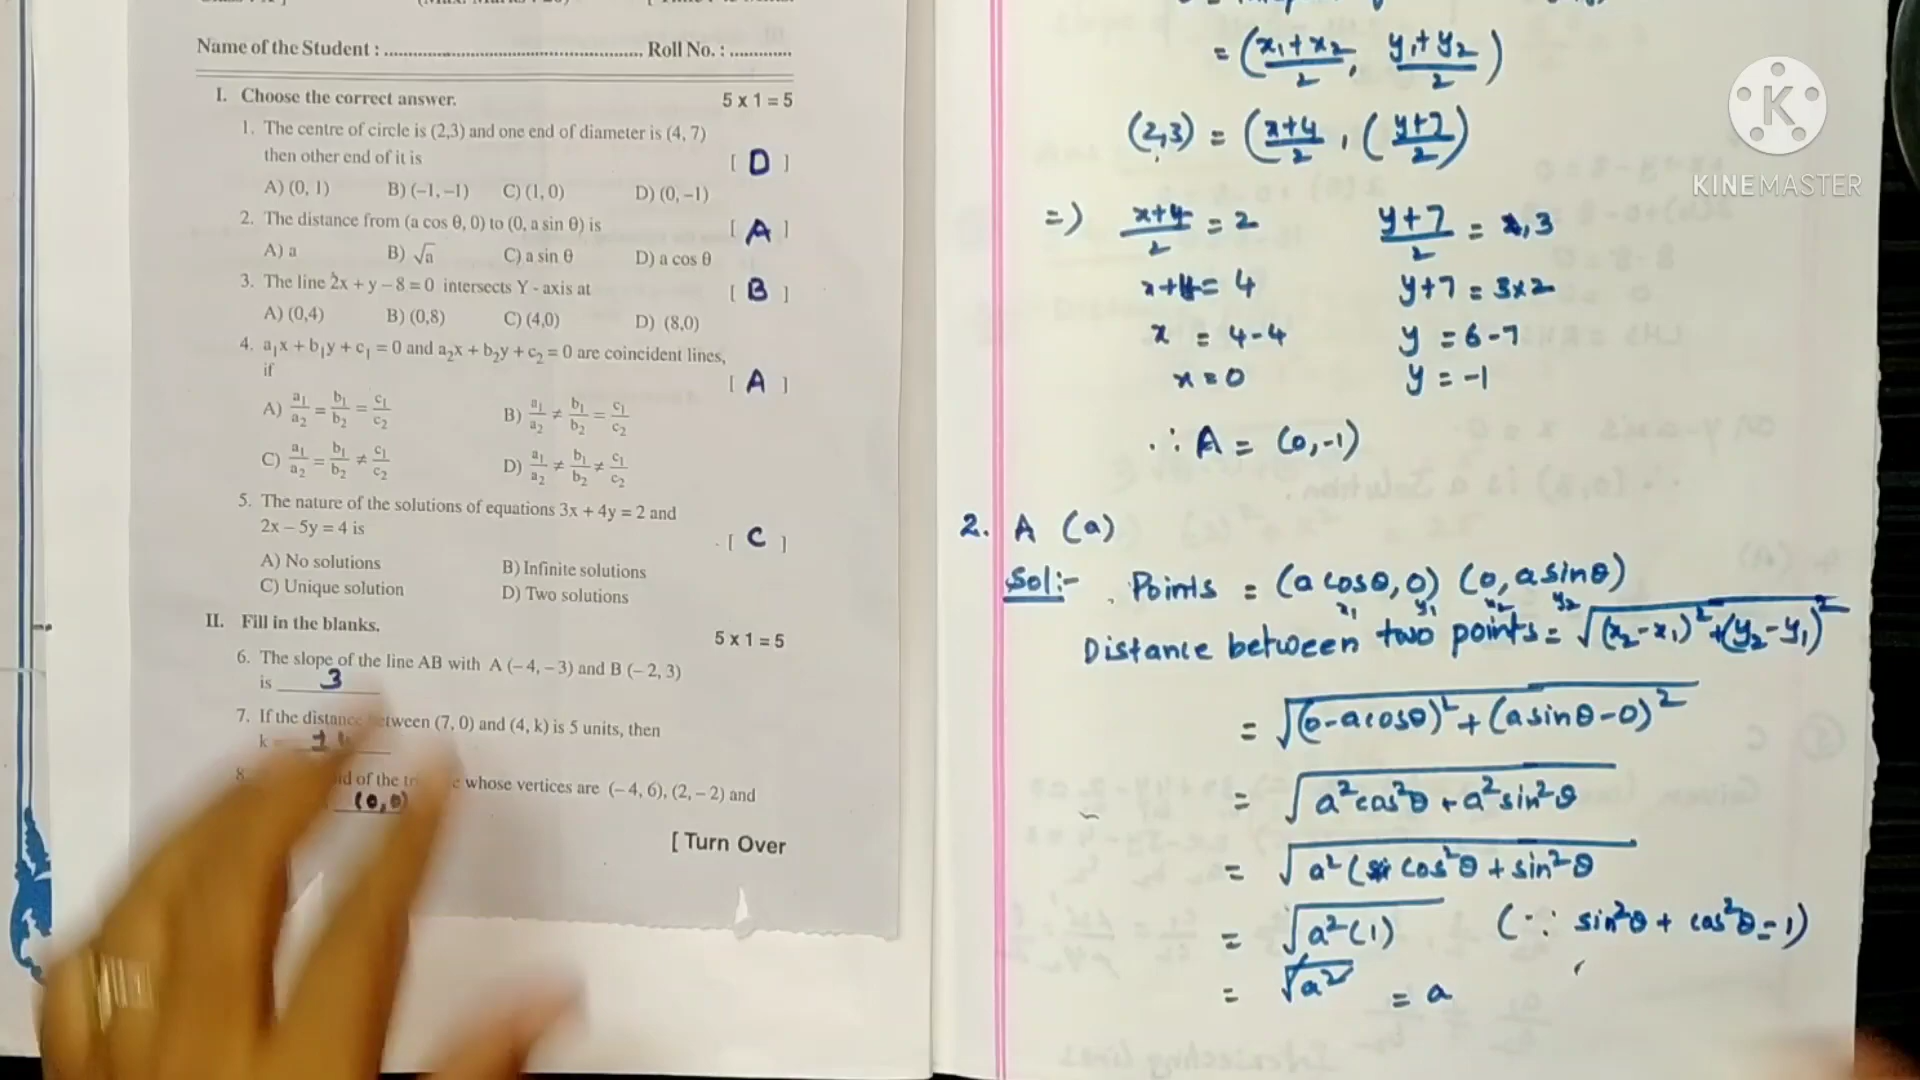 Name of the Student : .................................................... Roll No. : .............
I. Choose the correct answer. 5 x 1 = 5
1. The centre of circle is (2,3) and one end of diameter is (4, 7)
then other end of it is [ D ]
A) (0, 1) B) (−1, −1) C) (1, 0) D) (0, −1)
2. The distance from (a cos θ, 0) to (0, a sin θ) is [ A ]
A) a B) √a C) a sin θ D) a cos θ
3. The line 2x + y − 8 = 0 intersects Y - axis at [ B ]
A) (0,4) B) (0,8) C) (4,0) D) (8,0)
4. a₁x + b₁y + c₁ = 0 and a₂x + b₂y + c₂ = 0 are coincident lines,
if [ A ]
A) a₁/a₂ = b₁/b₂ = c₁/c₂ B) a₁/a₂ ≠ b₁/b₂ = c₁/c₂
C) a₁/a₂ = b₁/b₂ ≠ c₁/c₂ D) a₁/a₂ ≠ b₁/b₂ ≠ c₁/c₂
5. The nature of the solutions of equations 3x + 4y = 2 and
2x − 5y = 4 is [ C ]
A) No solutions B) Infinite solutions
C) Unique solution D) Two solutions
II. Fill in the blanks. 5 x 1 = 5
6. The slope of the line AB with A (− 4, − 3) and B (− 2, 3)
is 3
7. If the distance between (7, 0) and (4, k) is 5 units, then
k
8. of the whose vertices are (− 4, 6), (2, − 2) and
(0,0)
[ Turn Over
= (x₁+x₂/2, y₁+y₂/2)
(2,3) = (x+4/2, (y+7/2)
=) x+4/2 = 2 y+7/2 = 3
x+4 = 4 y+7 = 3×2
x = 4-4 y = 6-7
x = 0 y = -1
∴ A = (0,-1)
2. A (a)
Sol:- Points = (a cosθ, 0) (0, a sinθ)
x₁ y₁ x₂ y₂
Distance between two points = √(x₂-x₁)²+(y₂-y₁)²
= √(0-acosθ)²+(asinθ-0)²
= √a²cos²θ+a²sin²θ
= √a²(cos²θ+sin²θ
= √a²(1) (∵ sin²θ+cos²θ=1)
= √a² = a
K
KINEMASTER